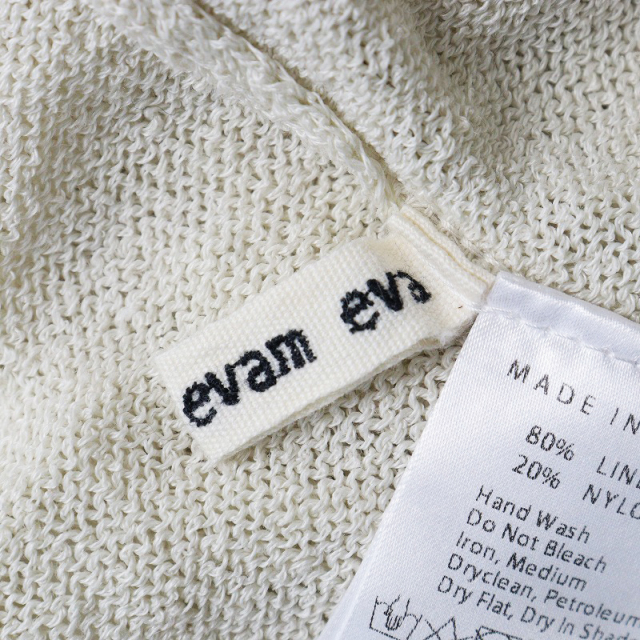 evam ev
MADE IN
80% LIN
20% NYLO
Hand Wash
Do Not Bleach
Iron, Medium
Dryclean, Petroleum
Dry Flat, Dry In Sha